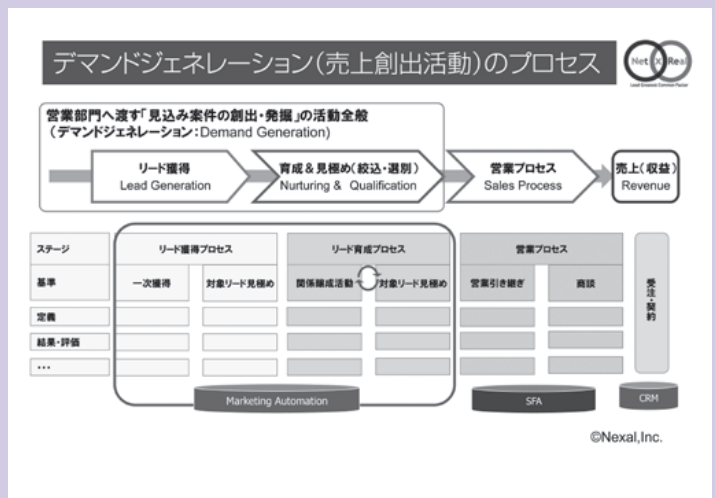 デマンドジェネレーション(売上創出活動)のプロセス
Net X Real
営業部門へ渡す「見込み案件の創出・発掘」の活動全般
(デマンドジェネレーション:Demand Generation)
リード獲得
Lead Generation
育成&見極め(絞込・選別)
Nurturing & Qualification
営業プロセス
Sales Process
売上(収益)
Revenue
ステージ
リード獲得プロセス
リード育成プロセス
営業プロセス
基準
一次獲得
対象リード見極め
関係醸成活動
対象リード見極め
営業引き継ぎ
商談
受注・契約
定義
結果・評価
…
Marketing Automation
SFA
CRM
©Nexal,Inc.